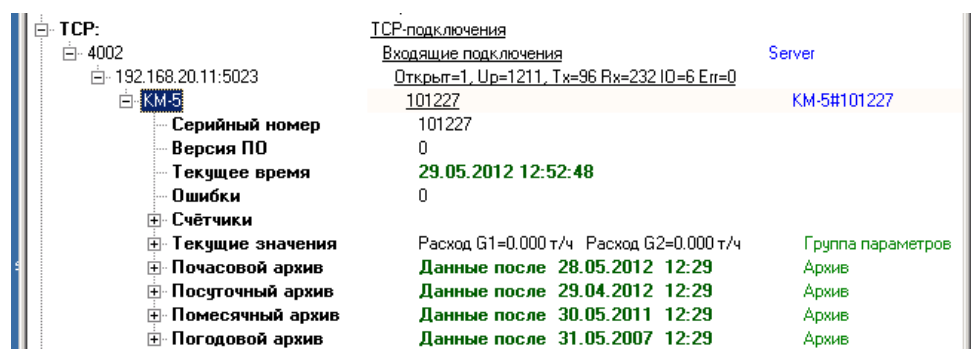 TCP: TCP-подключения
4002 Входящие подключения Server
192.168.20.11:5023 Открыт=1, Up=1211, Tx=96 Rx=232 IO=6 Err=0
КМ-5 101227 КМ-5#101227
Серийный номер 101227
Версия ПО 0
Текущее время 29.05.2012 12:52:48
Ошибки 0
Счётчики
Текущие значения Расход G1=0.000 т/ч Расход G2=0.000 т/ч Группа параметров
Почасовой архив Данные после 28.05.2012 12:29 Архив
Посуточный архив Данные после 29.04.2012 12:29 Архив
Помесячный архив Данные после 30.05.2011 12:29 Архив
Погодовой архив Данные после 31.05.2007 12:29 Архив